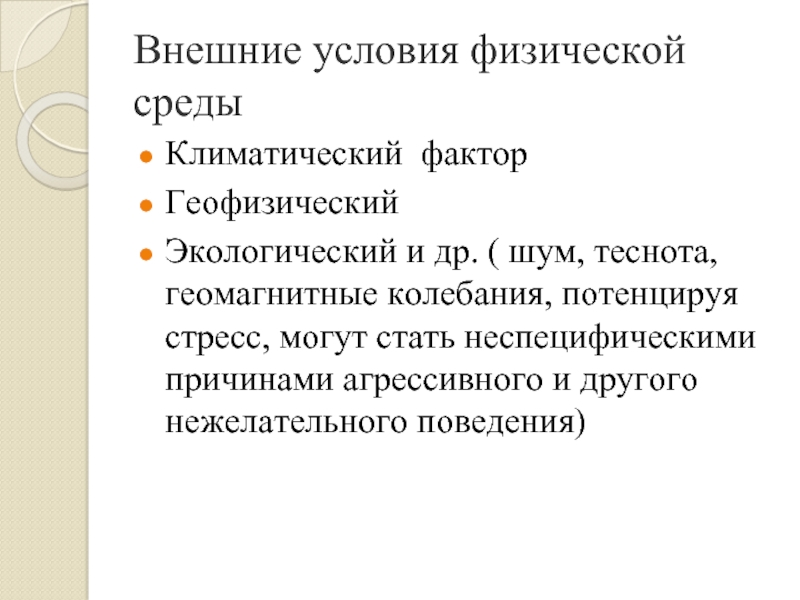 Внешние условия физической
среды
Климатический фактор
Геофизический
Экологический и др. ( шум, теснота,
геомагнитные колебания, потенцируя
стресс, могут стать неспецифическими
причинами агрессивного и другого
нежелательного поведения)